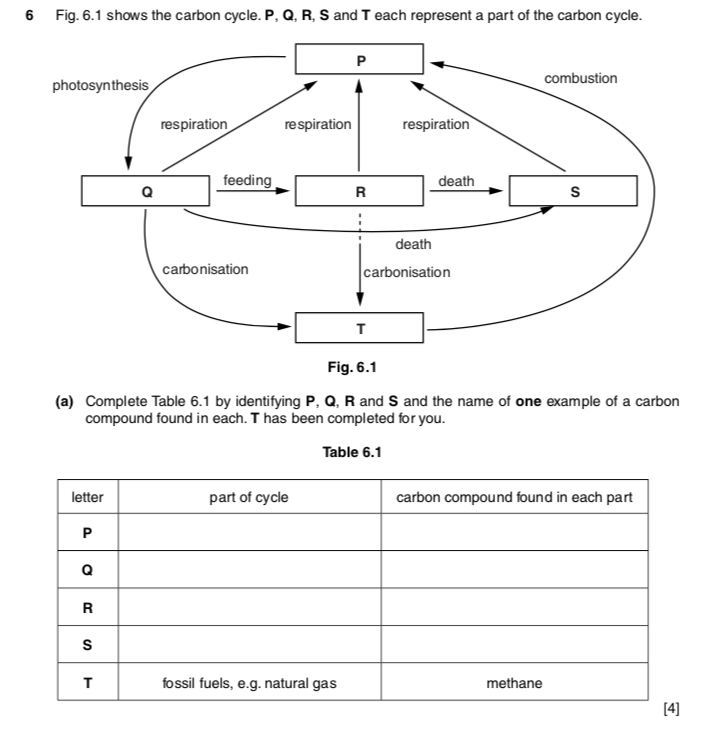 6 Fig. 6.1 shows the carbon cycle. P, Q, R, S and T each represent a part of the carbon cycle.
P
combustion
photosynthesis
respiration respiration respiration
feeding death
Q R S
death
carbonisation carbonisation
T
Fig. 6.1
(a) Complete Table 6.1 by identifying P, Q, R and S and the name of one example of a carbon
compound found in each. T has been completed for you.
Table 6.1
letter part of cycle carbon compound found in each part
P
Q
R
S
T fossil fuels, e.g. natural gas methane
[4]